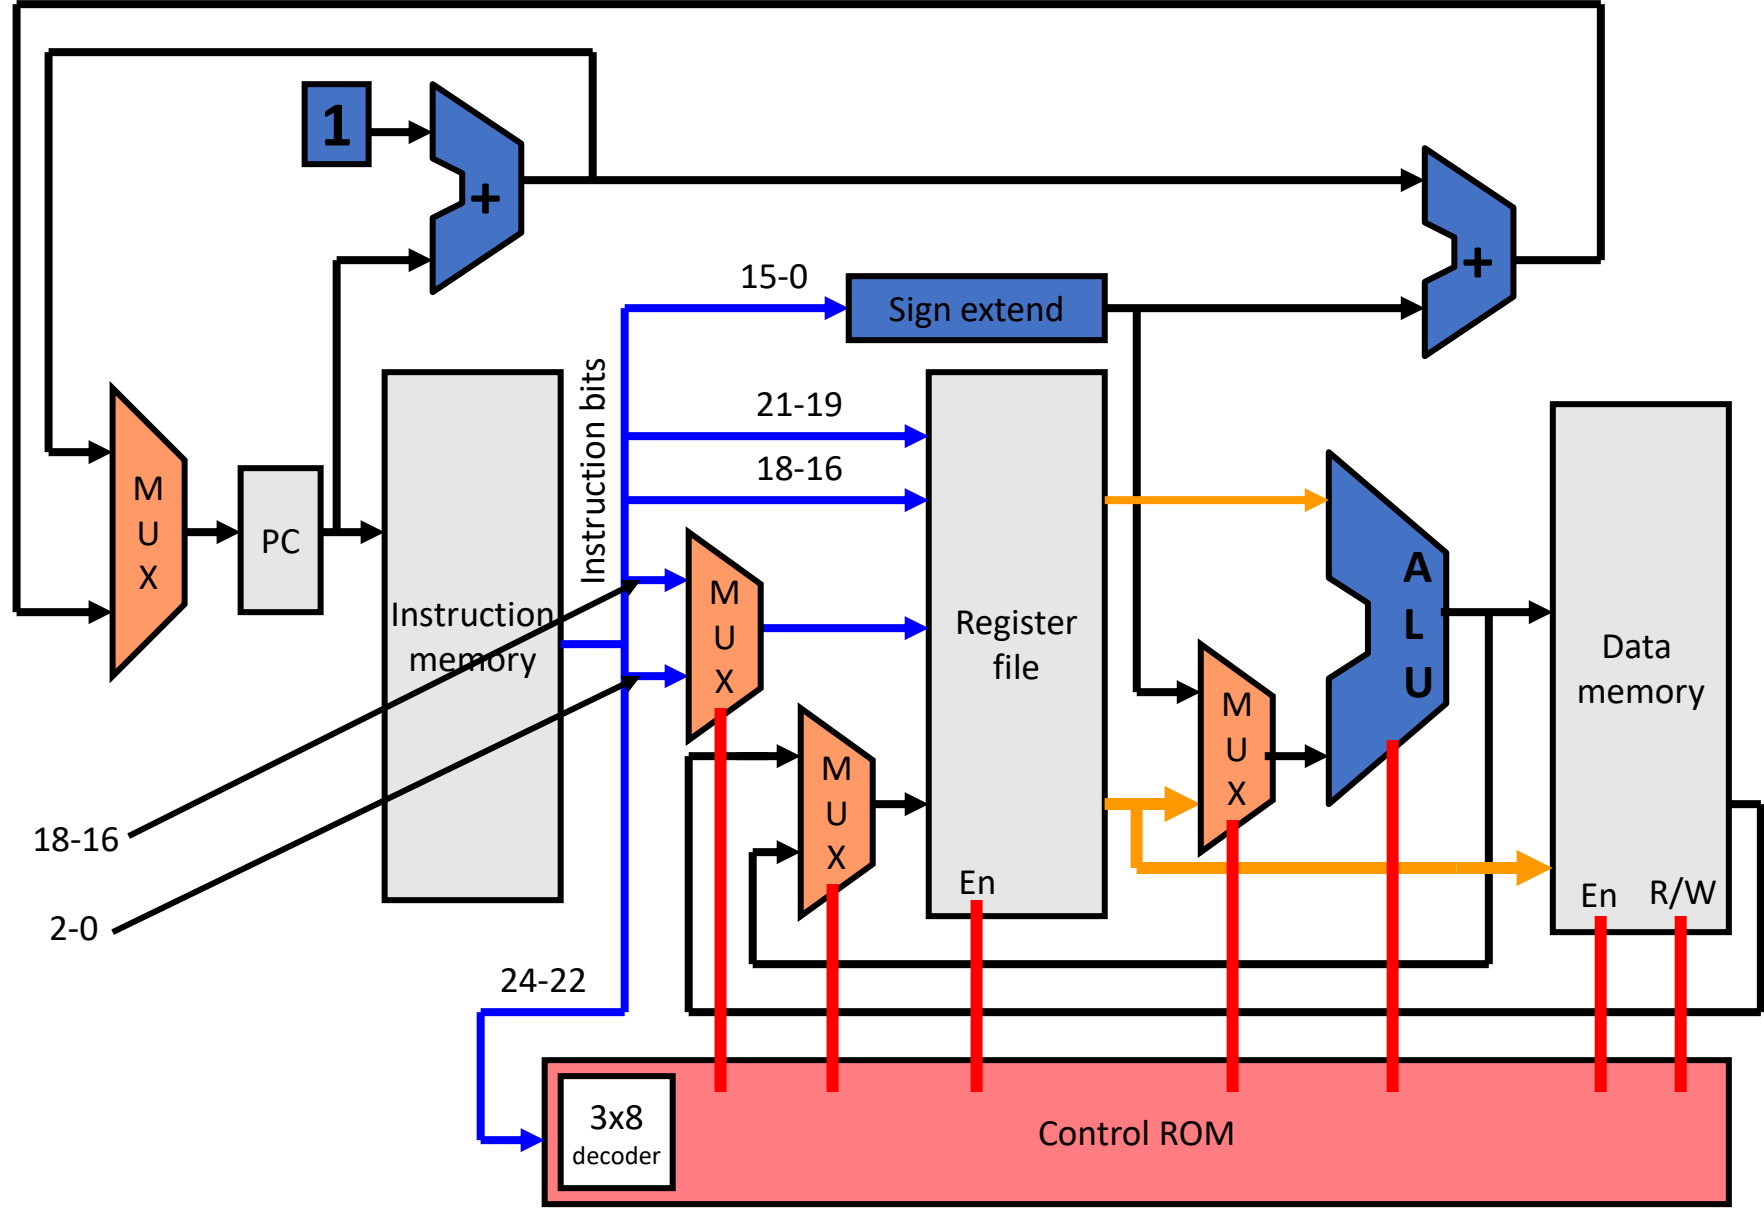 1
+
+
15-0
Sign extend
Instruction bits
21-19
18-16
M
U
X
PC
Instruction
memory
M
U
X
Register
file
A
L
U
Data
memory
M
U
X
M
U
X
18-16
2-0
En
En
R/W
24-22
3x8
decoder
Control ROM